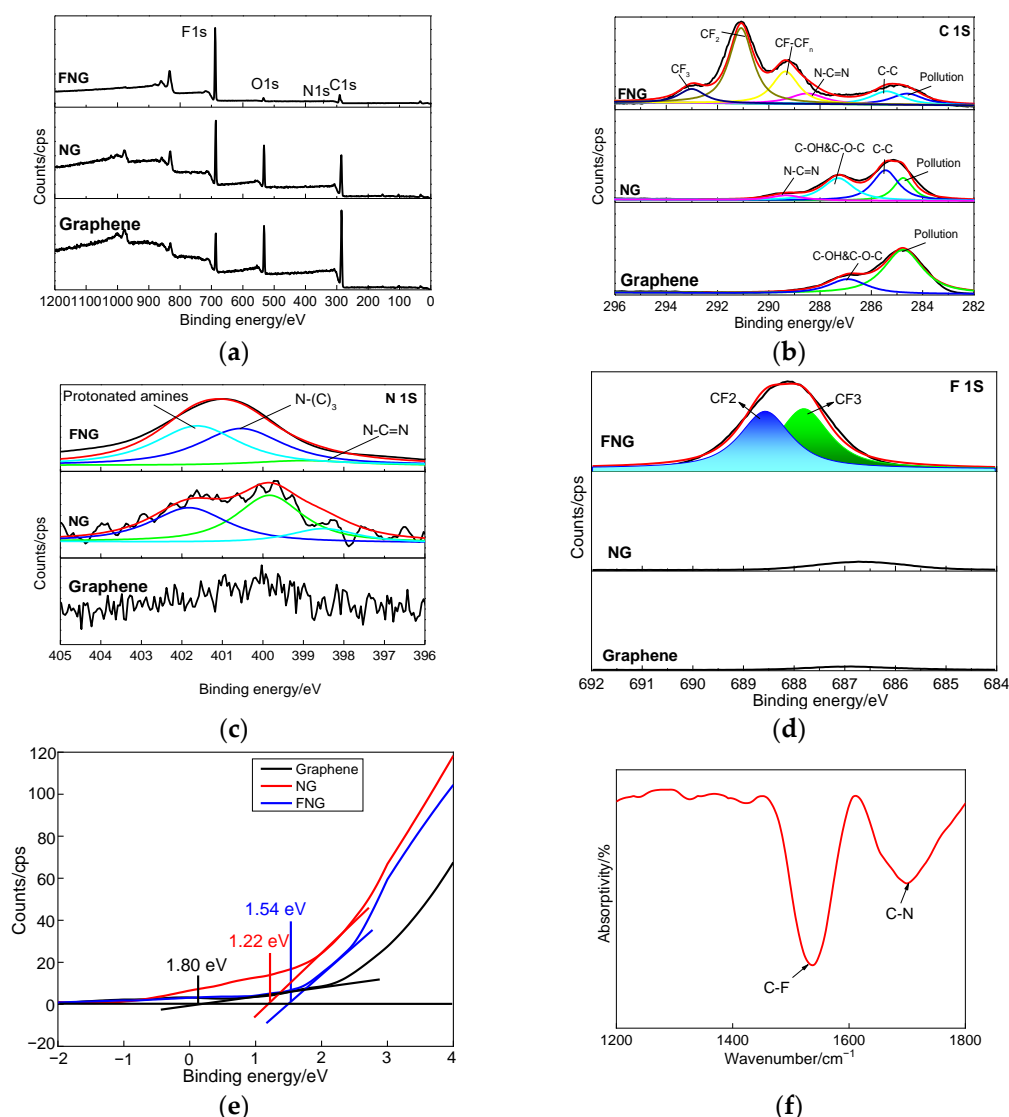 F1s
FNG
O1s
N1s
C1s
NG
Graphene
Counts/cps
1200 1100 1000 900 800 700 600 500 400 300 200 100 0
Binding energy/eV
(a)
C 1S
CF2
CF-CFn
CF3
N-C=N
C-C
Pollution
FNG
C-OH&C-O-C
C-C
N-C=N
Pollution
NG
Pollution
C-OH&C-O-C
Graphene
Counts/cps
296 294 292 290 288 286 284 282
Binding energy/eV
(b)
Protonated amines
N 1S
N-(C)3
FNG
N-C=N
NG
Graphene
Counts/cps
405 404 403 402 401 400 399 398 397 396
Binding energy/eV
(c)
F 1S
CF2
CF3
FNG
NG
Graphene
Counts/cps
692 691 690 689 688 687 686 685 684
Binding energy/eV
(d)
120
100
80
60
40
20
0
−20
Counts/cps
Graphene
NG
FNG
1.54 eV
1.22 eV
1.80 eV
−2 −1 0 1 2 3 4
Binding energy/eV
(e)
Absorptivity/%
C-N
C-F
1200 1400 1600 1800
Wavenumber/cm−1
(f)